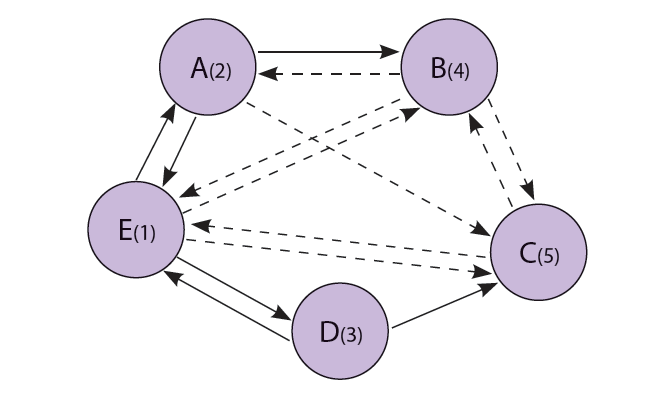 A(2)
B(4)
E(1)
C(5)
D(3)